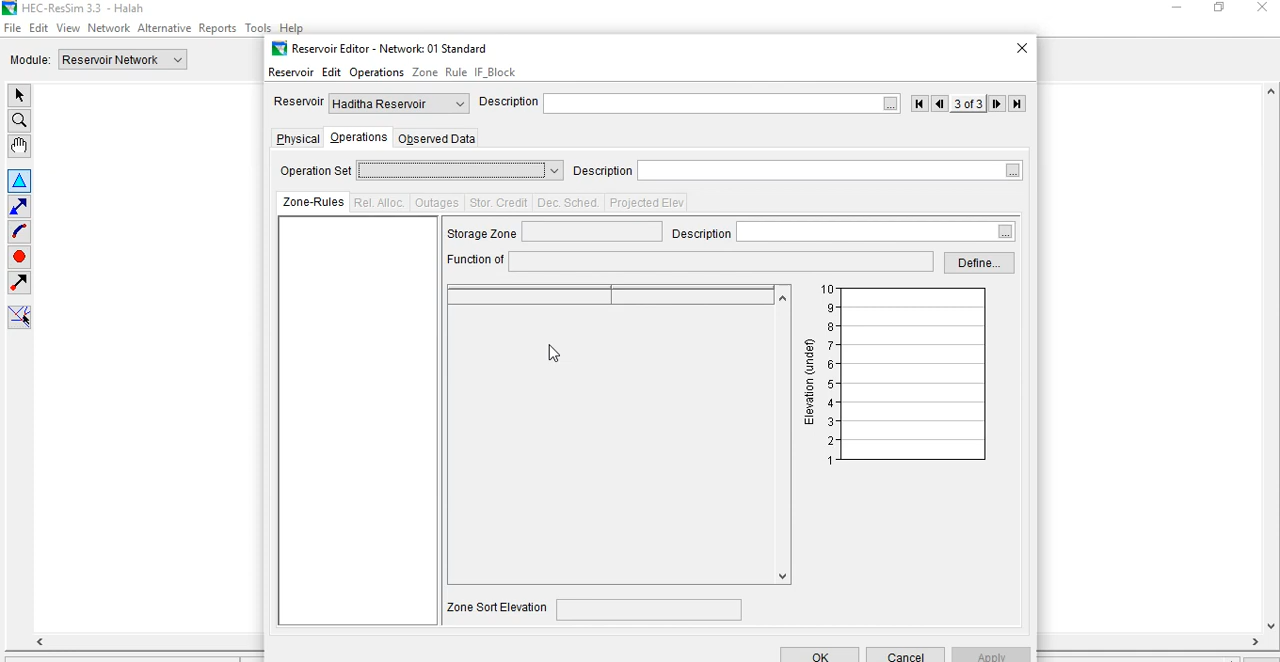 HEC-ResSim 3.3 - Halah
File Edit View Network Alternative Reports Tools Help
Module: Reservoir Network
Reservoir Editor - Network: 01 Standard
Reservoir Edit Operations Zone Rule IF_Block
Reservoir Haditha Reservoir Description ... 3 of 3
Physical Operations Observed Data
Operation Set Description ...
Zone-Rules Rel. Alloc. Outages Stor. Credit Dec. Sched. Projected Elev
Storage Zone Description ...
Function of Define...
10
9
8
7
6
5
4
3
2
1
Elevation (undef)
Zone Sort Elevation
OK Cancel Apply